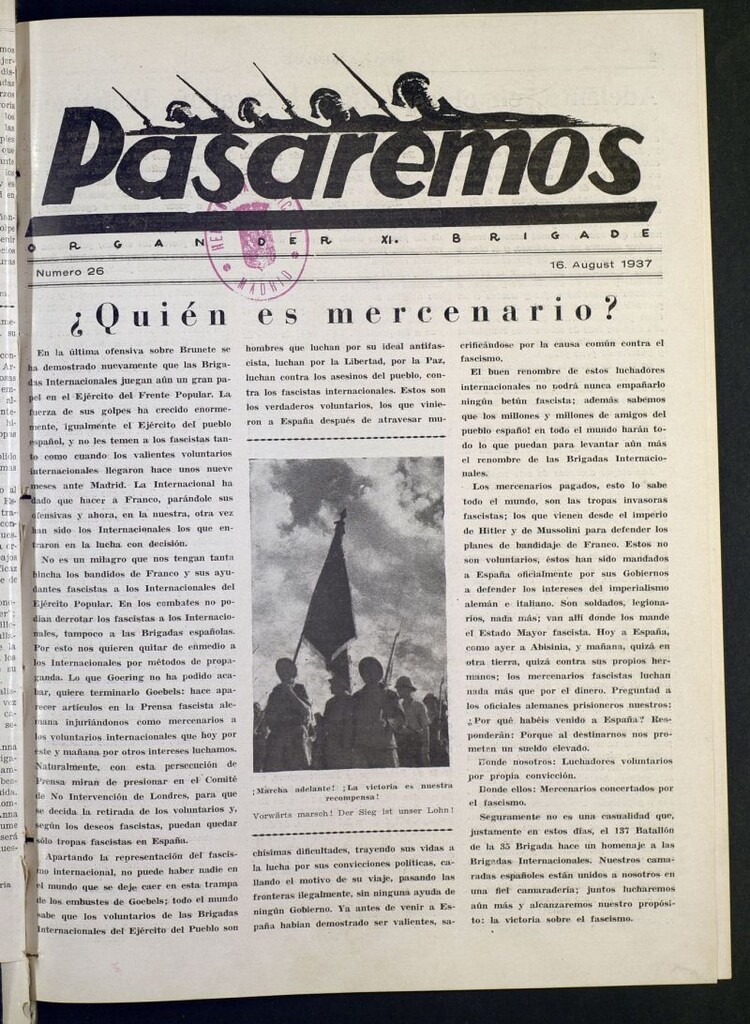 Pasaremos
ORGAN DER XI. BRIGADE
HEMEROTECA MUNICIPAL
MADRID
Numero 26
16. August 1937
¿Quién es mercenario?
En la última ofensiva sobre Brunete se
ha demostrado nuevamente que las Briga-
das Internacionales juegan aún un gran pa-
pel en el Ejército del Frente Popular. La
fuerza de sus golpes ha crecido enorme-
mente, igualmente el Ejército del pueblo
español, y no les temen a los fascistas tan-
to como cuando los valientes voluntarios
internacionales llegaron hace unos nueve
meses ante Madrid. La Internacional ha
dado que hacer a Franco, parándole sus
ofensivas y ahora, en la nuestra, otra vez
han sido los Internacionales los que en-
traron en la lucha con decisión.
No es un milagro que nos tengan tanta
hincha los bandidos de Franco y sus ayu-
dantes fascistas a los Internacionales del
Ejército Popular. En los combates no po-
dían derrotar los fascistas a los Internacio-
nales, tampoco a las Brigadas españolas.
Por esto nos quieren quitar de enmedio a
los Internacionales por métodos de propa-
ganda. Lo que Goering no ha podido aca-
bar, quiere terminarlo Goebels: hace apa-
recer artículos en la Prensa fascista ale-
mana injuriándonos como mercenarios a
los voluntarios internacionales que hoy por
este y mañana por otros intereses luchamos.
Naturalmente, con esta persecución de
Prensa miran de presionar en el Comité
de No Intervención de Londres, para que
se decida la retirada de los voluntarios y,
según los deseos fascistas, puedan quedar
sólo tropas fascistas en España.
Apartando la representación del fascis-
mo internacional, no puede haber nadie en
el mundo que se deje caer en esta trampa
de los embustes de Goebels; todo el mundo
sabe que los voluntarios de las Brigadas
Internacionales del Ejército del Pueblo son
hombres que luchan por su ideal antifas-
cista, luchan por la Libertad, por la Paz,
luchan contra los asesinos del pueblo, con-
tra los fascistas internacionales. Estos son
los verdaderos voluntarios, los que vinie-
ron a España después de atravesar mu-
¡Marcha adelante! ¡La victoria es nuestra
recompensa!
Vorwärts marsch! Der Sieg ist unser Lohn!
chísimas dificultades, trayendo sus vidas a
la lucha por sus convicciones políticas, ca-
llando el motivo de su viaje, pasando las
fronteras ilegalmente, sin ninguna ayuda de
ningún Gobierno. Ya antes de venir a Es-
paña habían demostrado ser valientes, sa-
crificándose por la causa común contra el
fascismo.
El buen renombre de estos luchadores
internacionales no podrá nunca empañarlo
ningún betún fascista; además sabemos
que los millones y millones de amigos del
pueblo español en todo el mundo harán to-
do lo que puedan para levantar aún más
el renombre de las Brigadas Internacio-
nales.
Los mercenarios pagados, esto lo sabe
todo el mundo, son las tropas invasoras
fascistas; los que vienen desde el imperio
de Hitler y de Mussolini para defender los
planes de bandidaje de Franco. Estos no
son voluntarios, éstos han sido mandados
a España oficialmente por sus Gobiernos
a defender los intereses del imperialismo
alemán e italiano. Son soldados, legiona-
rios, nada más; van allí donde los mande
el Estado Mayor fascista. Hoy a España,
como ayer a Abisinia, y mañana, quizá en
otra tierra, quizá contra sus propios her-
manos; los mercenarios fascistas luchan
nada más que por el dinero. Preguntad a
los oficiales alemanes prisioneros nuestros:
¿Por qué habéis venido a España? Res-
ponderán: Porque al destinarnos nos pro-
meten un sueldo elevado.
Donde nosotros: Luchadores voluntarios
por propia convicción.
Donde ellos: Mercenarios concertados por
el fascismo.
Seguramente no es una casualidad que,
justamente en estos días, el 137 Batallón
de la 35 Brigada hace un homenaje a las
Brigadas Internacionales. Nuestros cama-
radas españoles están unidos a nosotros en
una fiel camaradería; juntos lucharemos
aún más y alcanzaremos nuestro propósi-
to: la victoria sobre el fascismo.